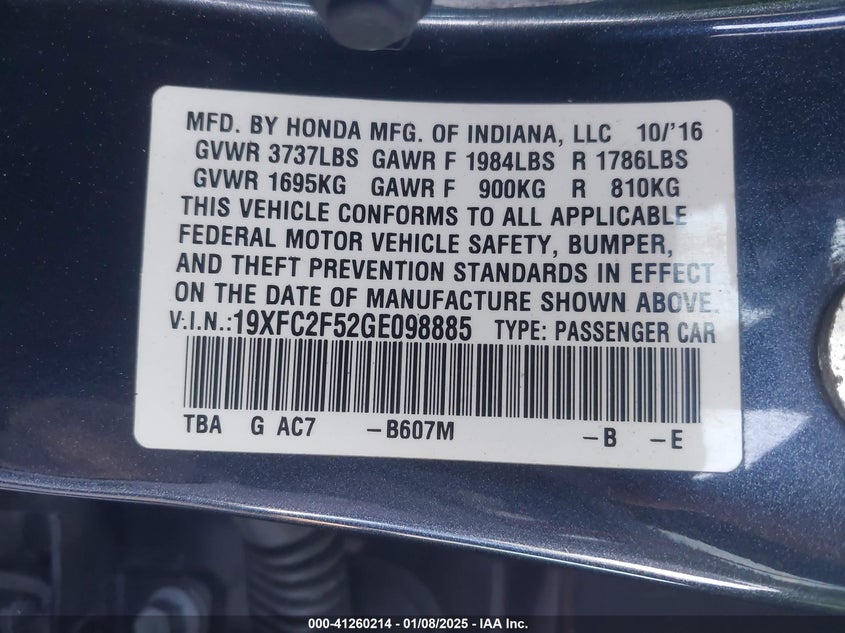 MFD. BY HONDA MFG. OF INDIANA, LLC 10/'16
GVWR 3737LBS GAWR F 1984LBS R 1786LBS
GVWR 1695KG GAWR F 900KG R 810KG
THIS VEHICLE CONFORMS TO ALL APPLICABLE
FEDERAL MOTOR VEHICLE SAFETY, BUMPER,
AND THEFT PREVENTION STANDARDS IN EFFECT
ON THE DATE OF MANUFACTURE SHOWN ABOVE.
V.I.N.:19XFC2F52GE098885 TYPE: PASSENGER CAR
TBA G AC7 -B607M -B -E
000-41260214 - 01/08/2025 - IAA Inc.